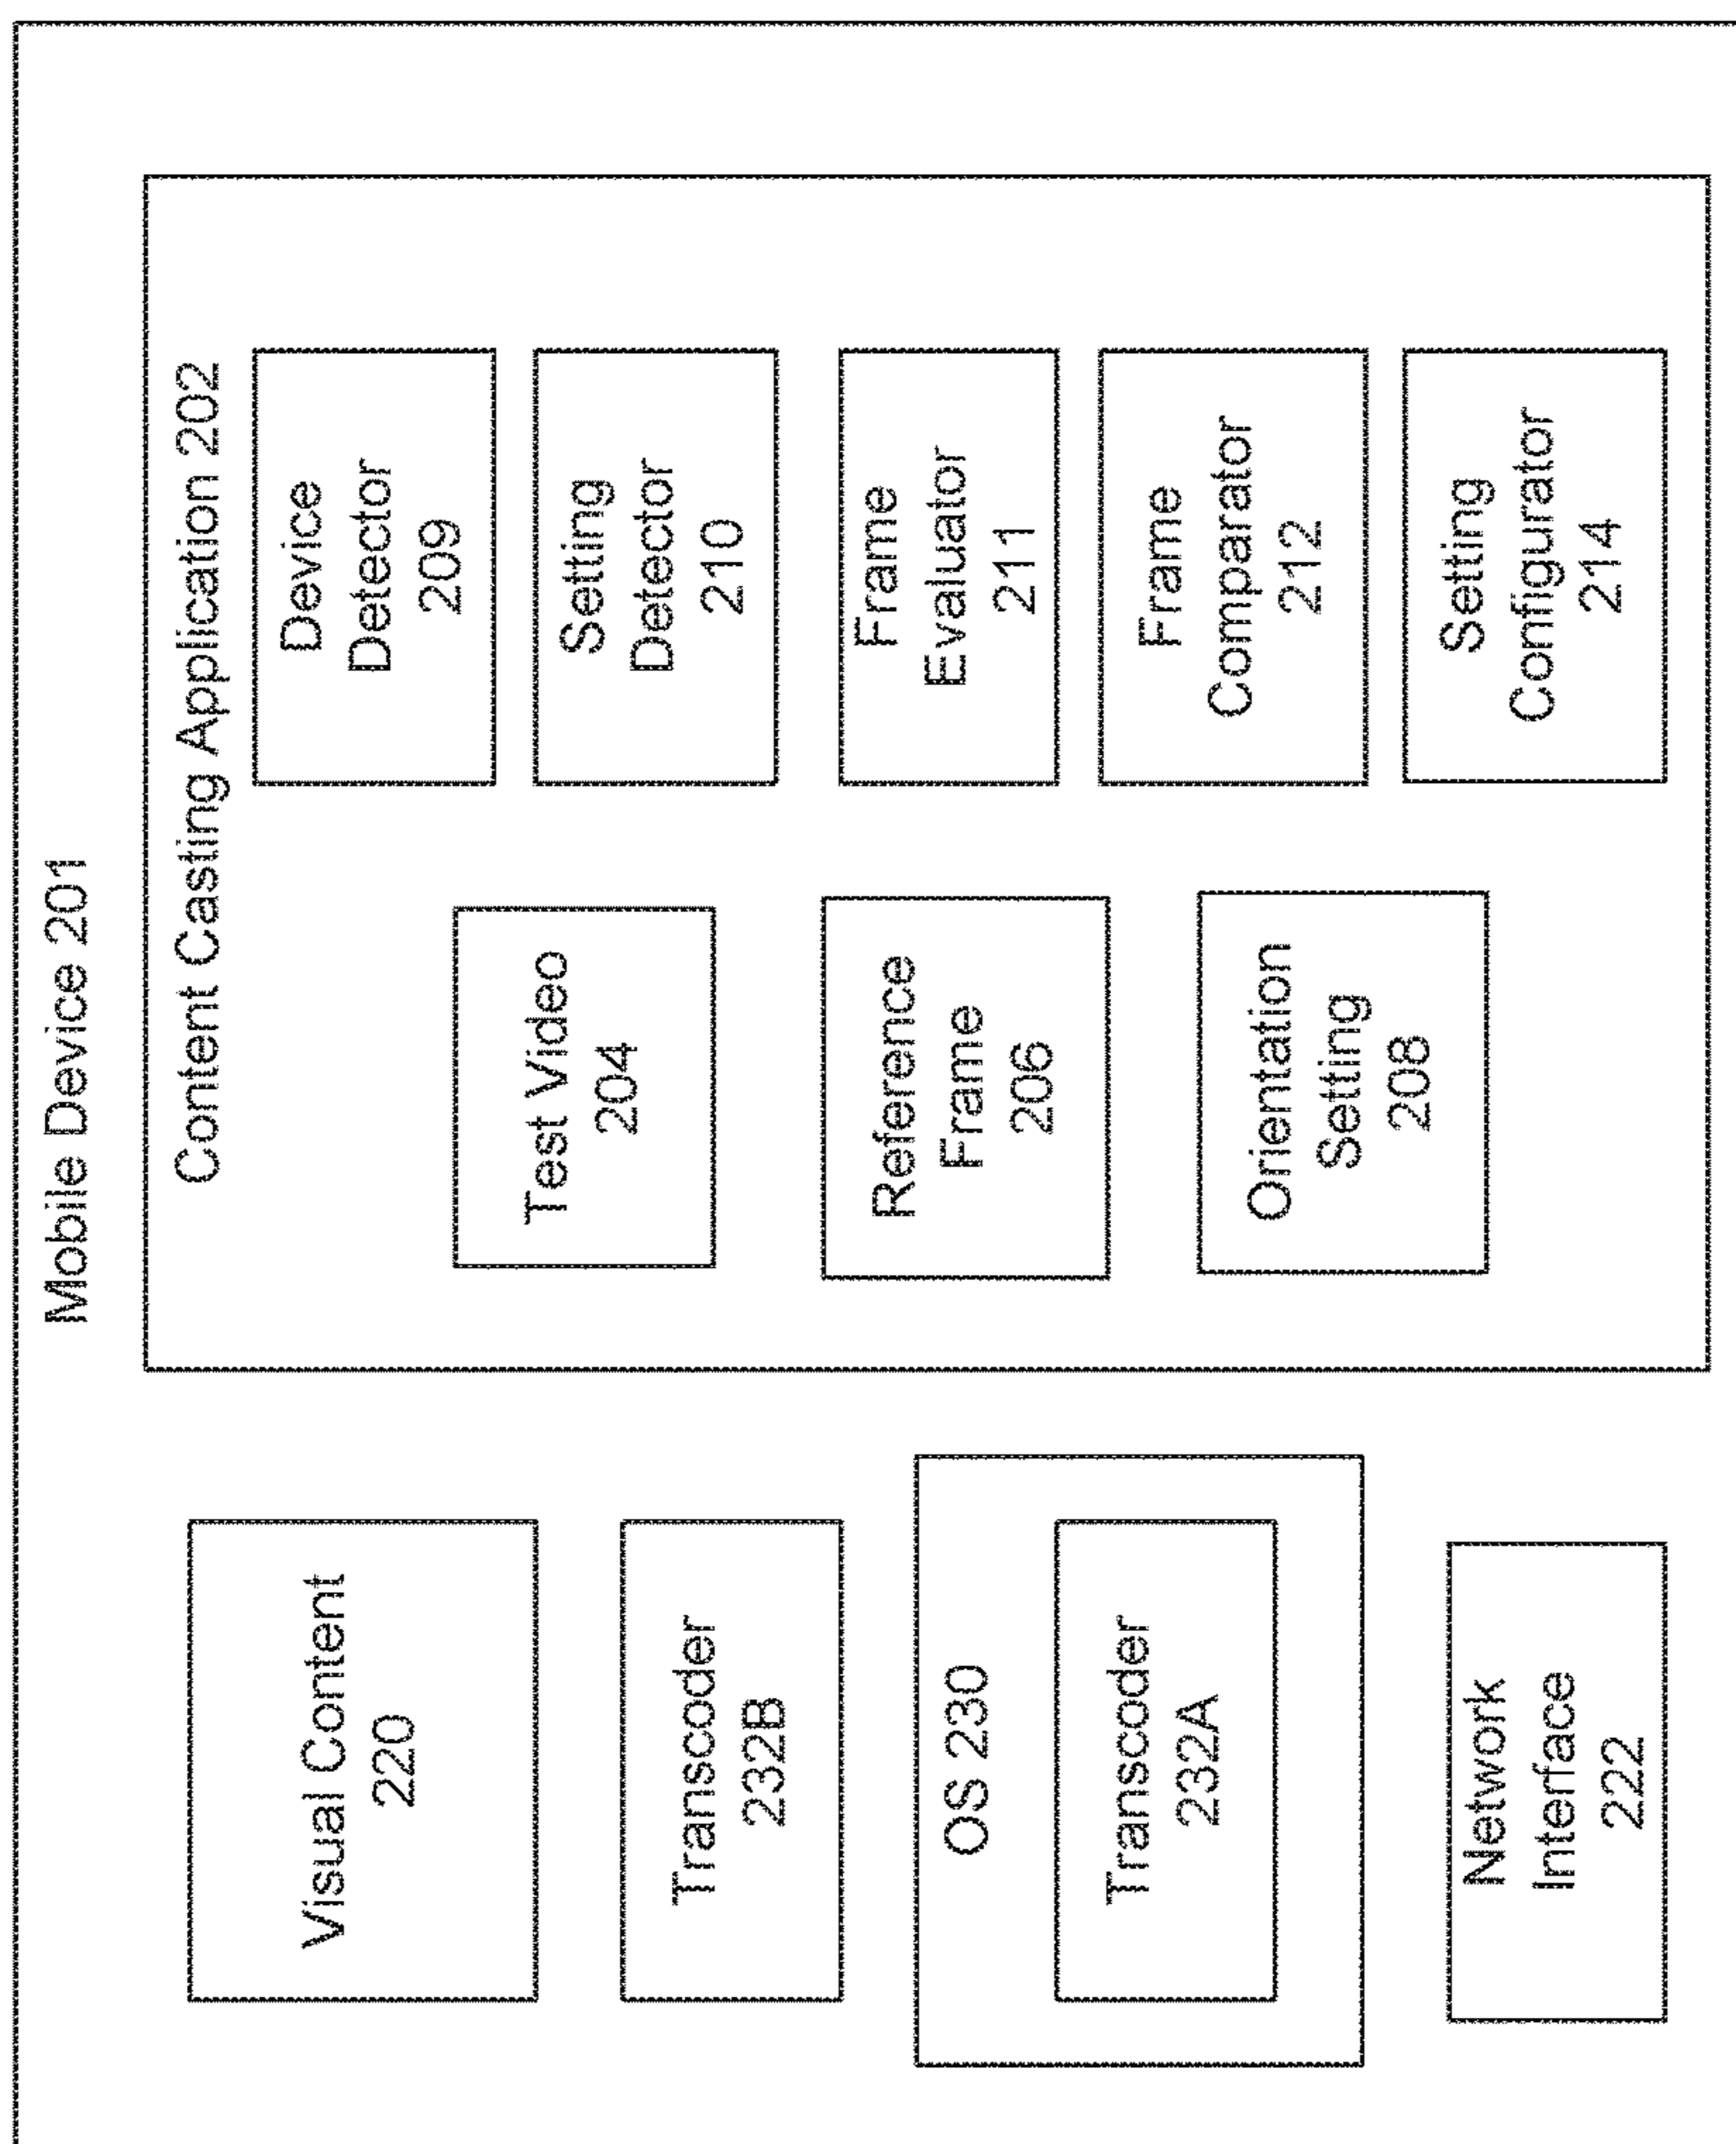 Mobile Device 201
Visual Content
220
Transcoder
232B
OS 230
Transcoder
232A
Network
Interface
222
Content Casting Application 202
Test Video
204
Reference
Frame
206
Orientation
Setting
208
Device
Detector
209
Setting
Detector
210
Frame
Evaluator
211
Frame
Comparator
212
Setting
Configurator
214